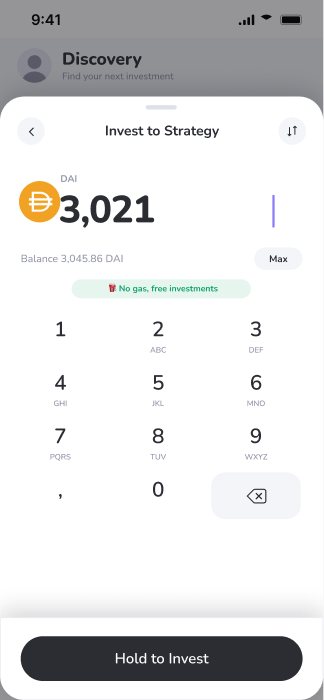 9:41
Discovery
Find your next investment
Invest to Strategy
DAI
3,021
Balance 3,045.86 DAI
Max
No gas, free investments
1 2 3
ABC DEF
4 5 6
GHI JKL MNO
7 8 9
PQRS TUV WXYZ
, 0
Hold to Invest